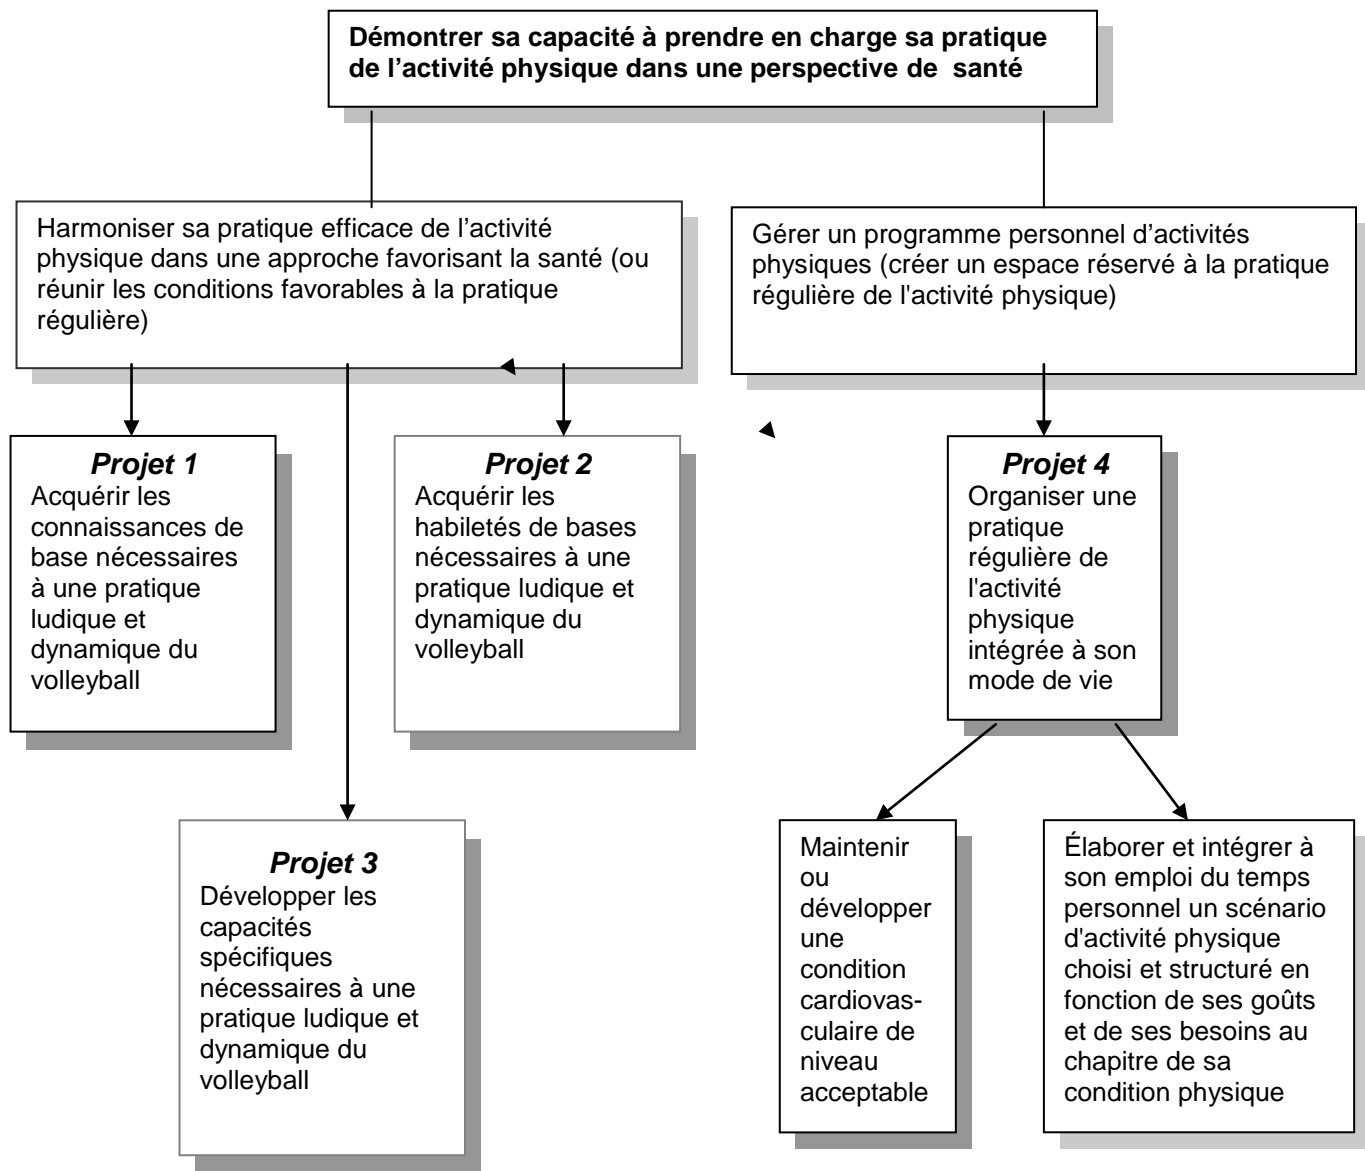 Démontrer sa capacité à prendre en charge sa pratique
de l’activité physique dans une perspective de  santé
Harmoniser sa pratique efficace de l’activité
physique dans une approche favorisant la santé (ou
réunir les conditions favorables à la pratique
régulière)
Gérer un programme personnel d’activités
physiques (créer un espace réservé à la pratique
régulière de l'activité physique)
Projet 1
Acquérir les
connaissances de
base nécessaires
à une pratique
ludique et
dynamique du
volleyball
Projet 2
Acquérir les
habiletés de bases
nécessaires à une
pratique ludique et
dynamique du
volleyball
Projet 4
Organiser une
pratique
régulière de
l'activité
physique
intégrée à son
mode de vie
Projet 3
Développer les
capacités
spécifiques
nécessaires à une
pratique ludique et
dynamique du
volleyball
Maintenir
ou
développer
une
condition
cardiovas-
culaire de
niveau
acceptable
Élaborer et intégrer à
son emploi du temps
personnel un scénario
d'activité physique
choisi et structuré en
fonction de ses goûts
et de ses besoins au
chapitre de sa
condition physique